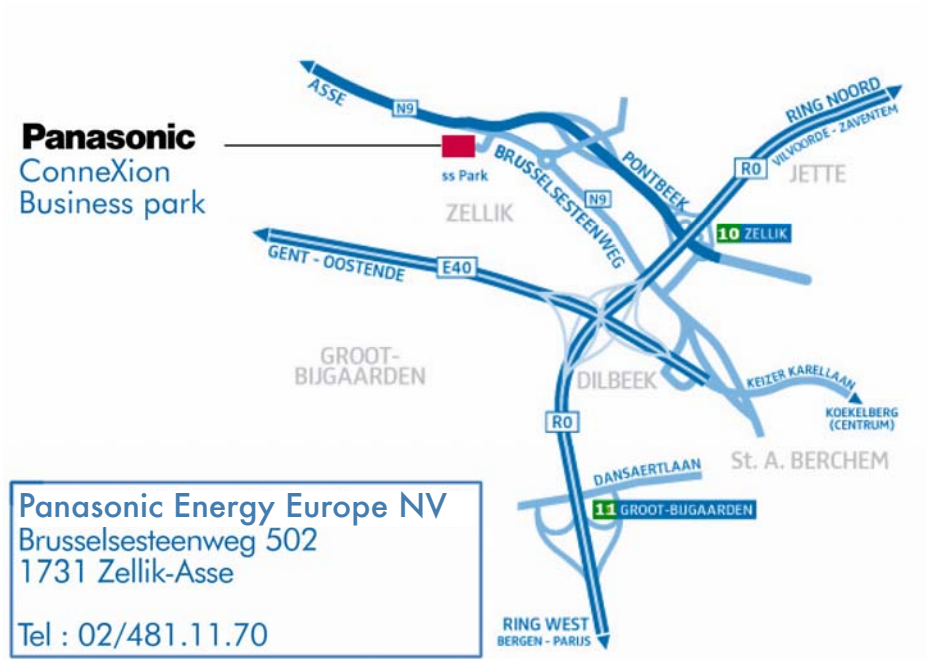 ASSE
N9
RING NOORD
VILVOORDE - ZAVENTEM
Panasonic
ConneXion
Business park
ss Park
BRUSSELSESTEENWEG
PONTBEEK
R0
JETTE
N9
ZELLIK
10 ZELLIK
GENT - OOSTENDE
E40
GROOT-
BIJGAARDEN
DILBEEK
KEIZER KARELLAAN
KOEKELBERG
(CENTRUM)
R0
St. A. BERCHEM
DANSAERTLAAN
11 GROOT-BIJGAARDEN
Panasonic Energy Europe NV
Brusselsesteenweg 502
1731 Zellik-Asse
Tel : 02/481.11.70
RING WEST
BERGEN - PARIJS